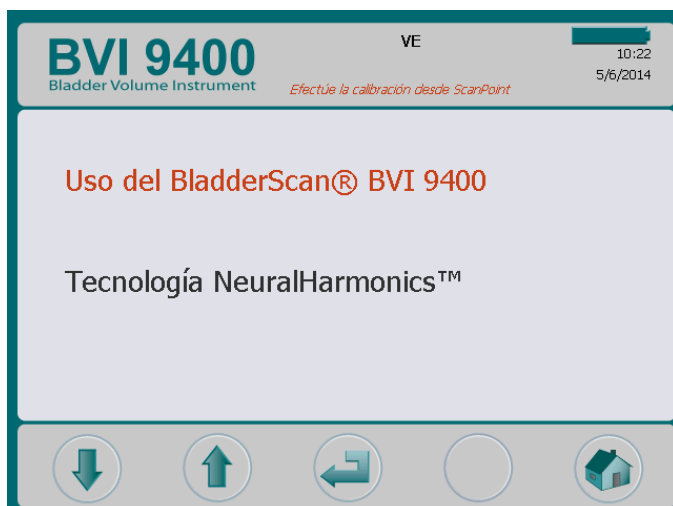 BVI 9400
Bladder Volume Instrument
VE
Efectúe la calibración desde ScanPoint
10:22
5/6/2014
Uso del BladderScan® BVI 9400
Tecnología NeuralHarmonics™